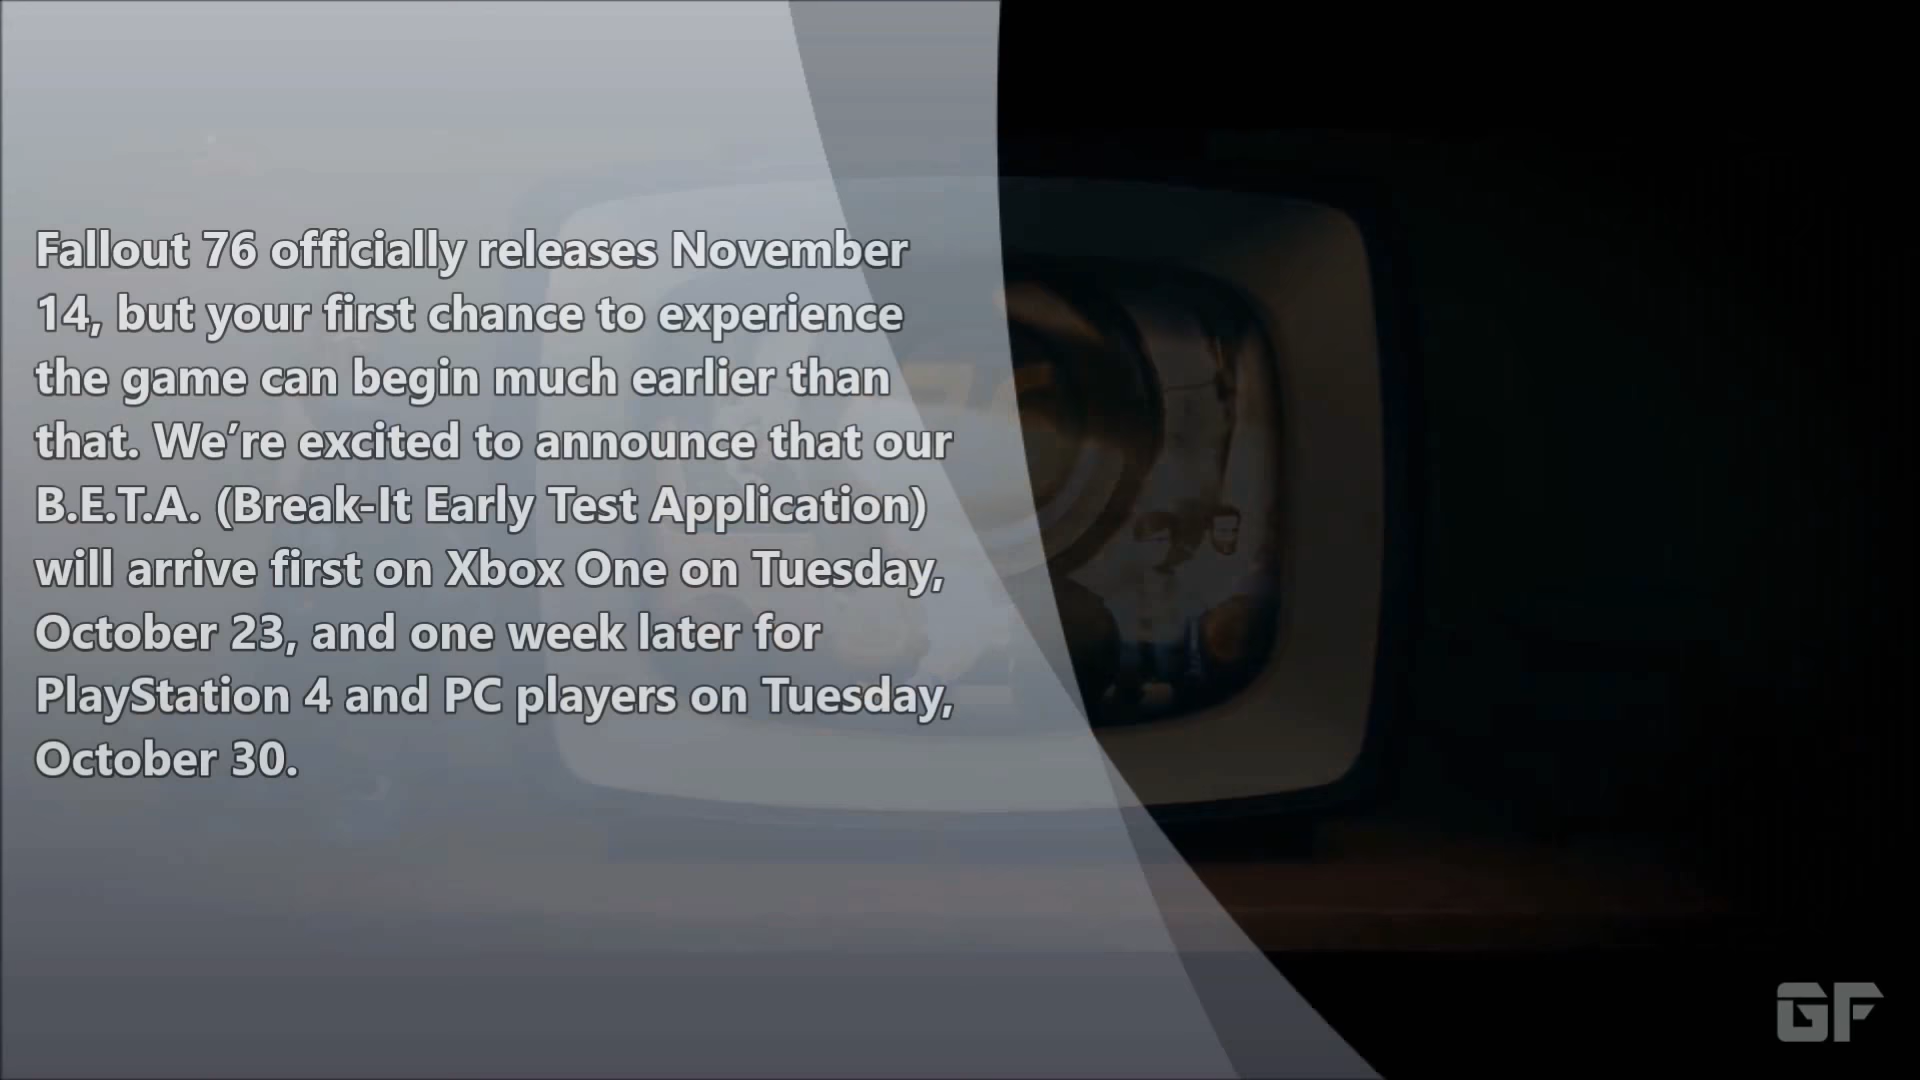 Fallout 76 officially releases November
14, but your first chance to experience
the game can begin much earlier than
that. We’re excited to announce that our
B.E.T.A. (Break-It Early Test Application)
will arrive first on Xbox One on Tuesday,
October 23, and one week later for
PlayStation 4 and PC players on Tuesday,
October 30.
GF